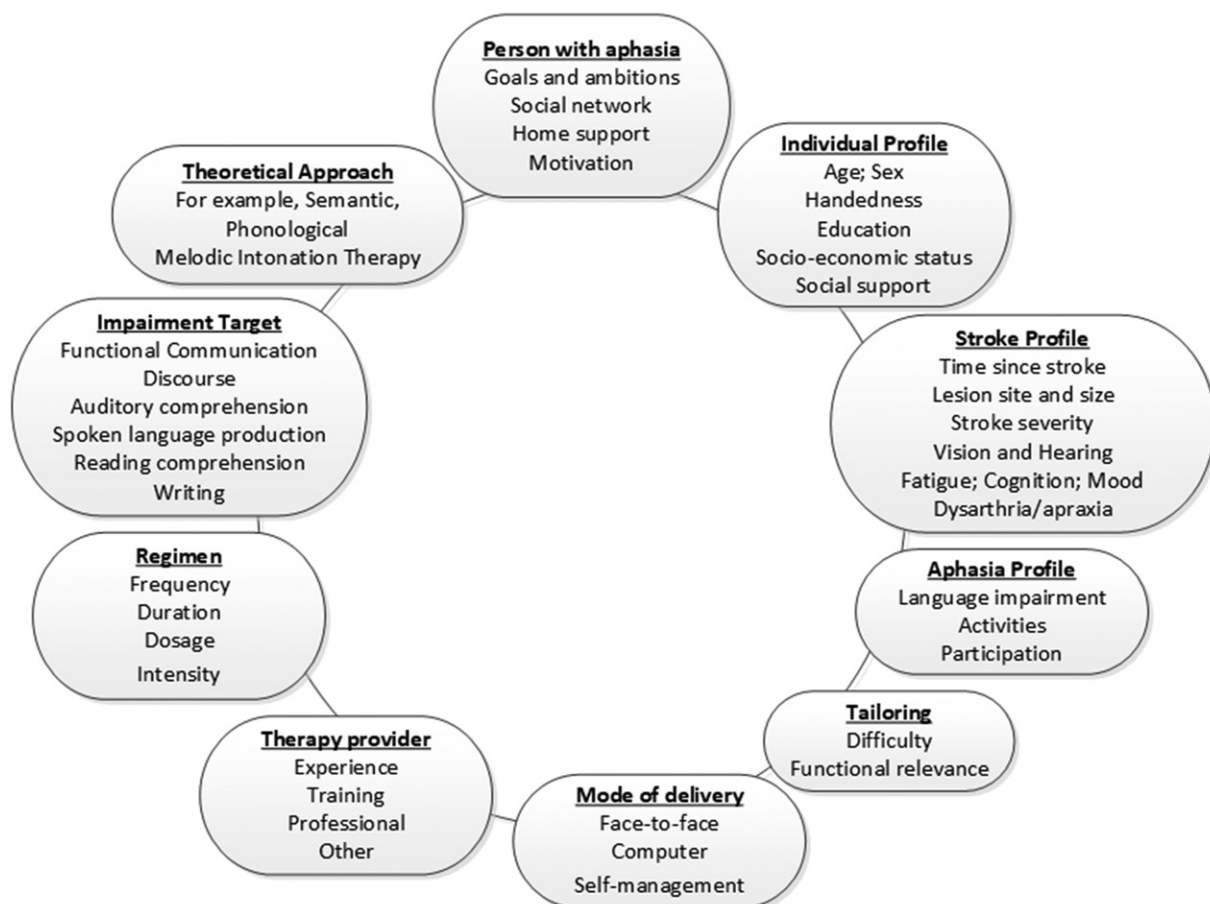 Person with aphasia
Goals and ambitions
Social network
Home support
Motivation
Individual Profile
Age; Sex
Handedness
Education
Socio-economic status
Social support
Stroke Profile
Time since stroke
Lesion site and size
Stroke severity
Vision and Hearing
Fatigue; Cognition; Mood
Dysarthria/apraxia
Aphasia Profile
Language impairment
Activities
Participation
Tailoring
Difficulty
Functional relevance
Mode of delivery
Face-to-face
Computer
Self-management
Therapy provider
Experience
Training
Professional
Other
Regimen
Frequency
Duration
Dosage
Intensity
Impairment Target
Functional Communication
Discourse
Auditory comprehension
Spoken language production
Reading comprehension
Writing
Theoretical Approach
For example, Semantic,
Phonological
Melodic Intonation Therapy